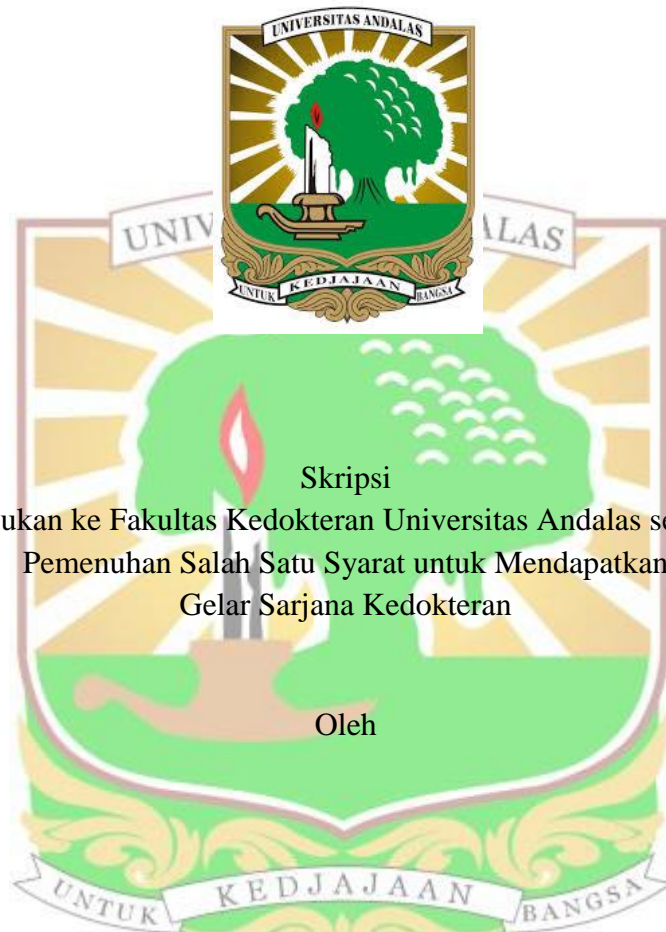 UNIVERSITAS ANDALAS
UNTUK KEDJAJAAN BANGSA
Skripsi
ukan ke Fakultas Kedokteran Universitas Andalas se
Pemenuhan Salah Satu Syarat untuk Mendapatkan
Gelar Sarjana Kedokteran
Oleh
UNIV ALAS
UNTUK KEDJAJAAN BANGSA